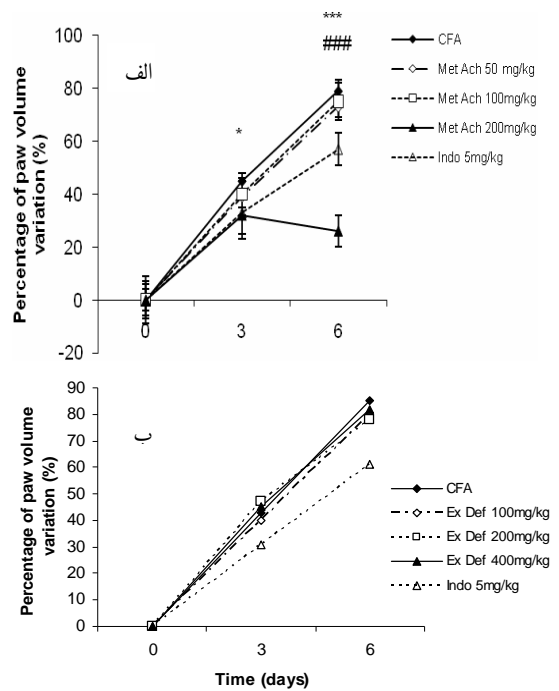 ***
###
*
100
80
60
40
20
0
-20
0
3
6
Percentage of paw volume
variation (%)
الف
CFA
Met Ach 50 mg/kg
Met Ach 100mg/kg
Met Ach 200mg/kg
Indo 5mg/kg
90
80
70
60
50
40
30
20
10
0
0
3
6
Percentage of paw volume
variation (%)
ب
CFA
Ex Def 100mg/kg
Ex Def 200mg/kg
Ex Def 400mg/kg
Indo 5mg/kg
Time (days)